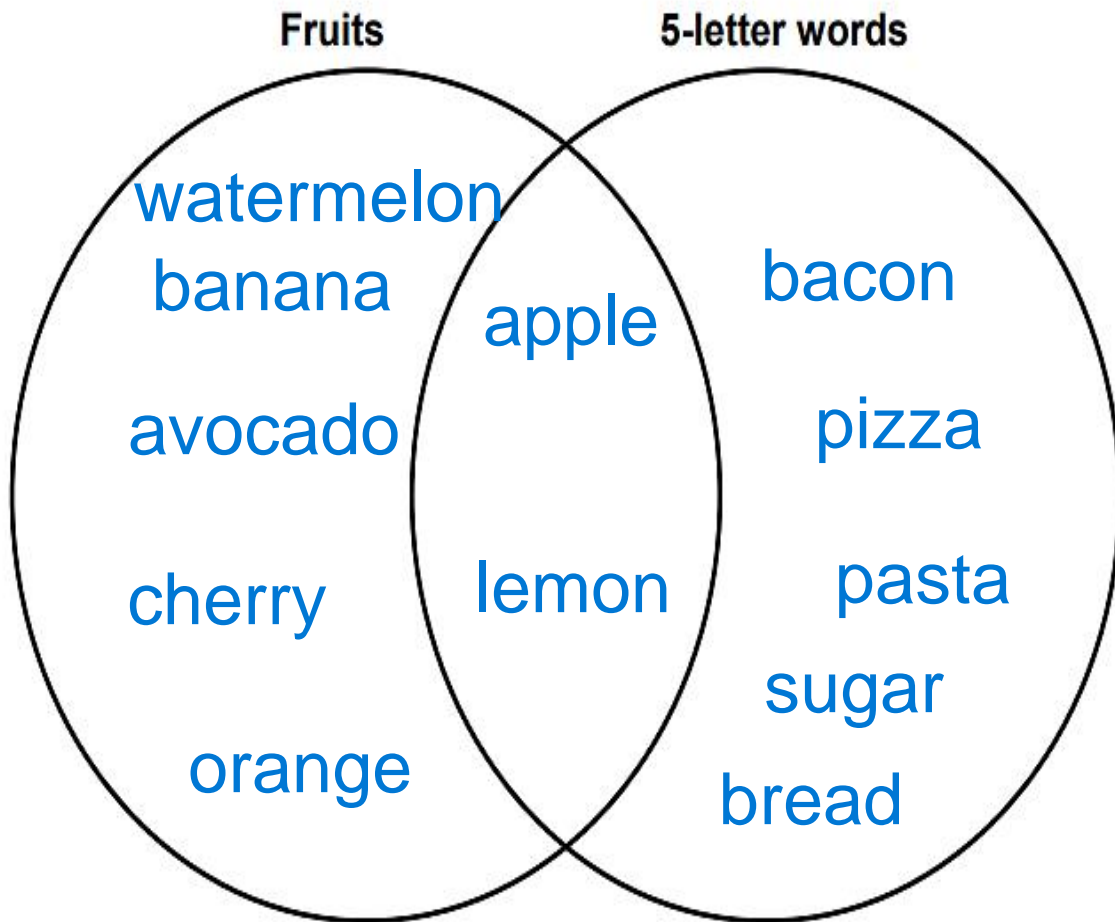 Fruits
5-letter words
watermelon
banana
avocado
cherry
orange
apple
lemon
bacon
pizza
pasta
sugar
bread